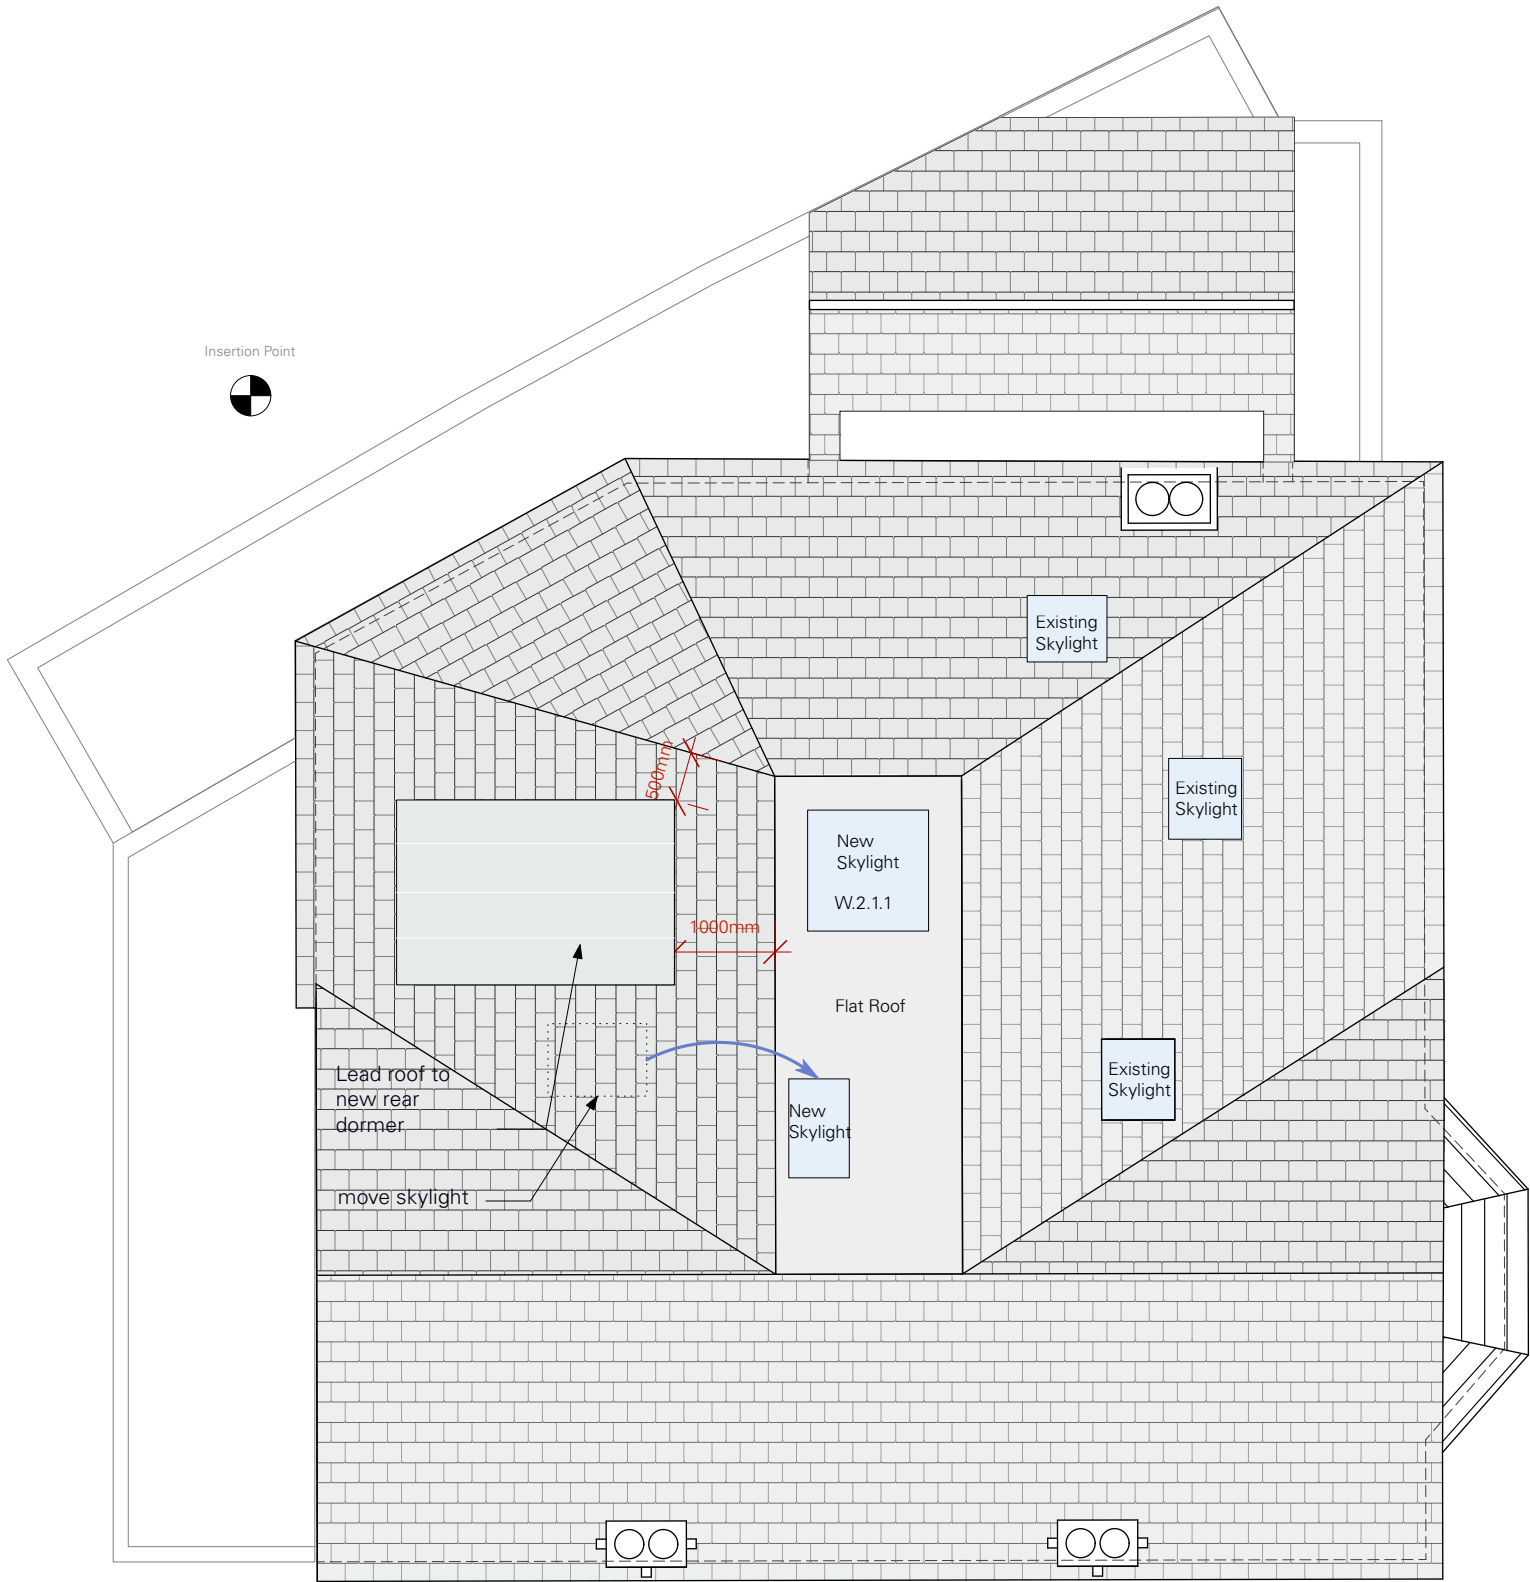 Insertion Point
Existing
Skylight
500mm
Existing
Skylight
New
Skylight
W.2.1.1
1000mm
Flat Roof
Lead roof to
new rear
dormer
Existing
Skylight
New
Skylight
move skylight